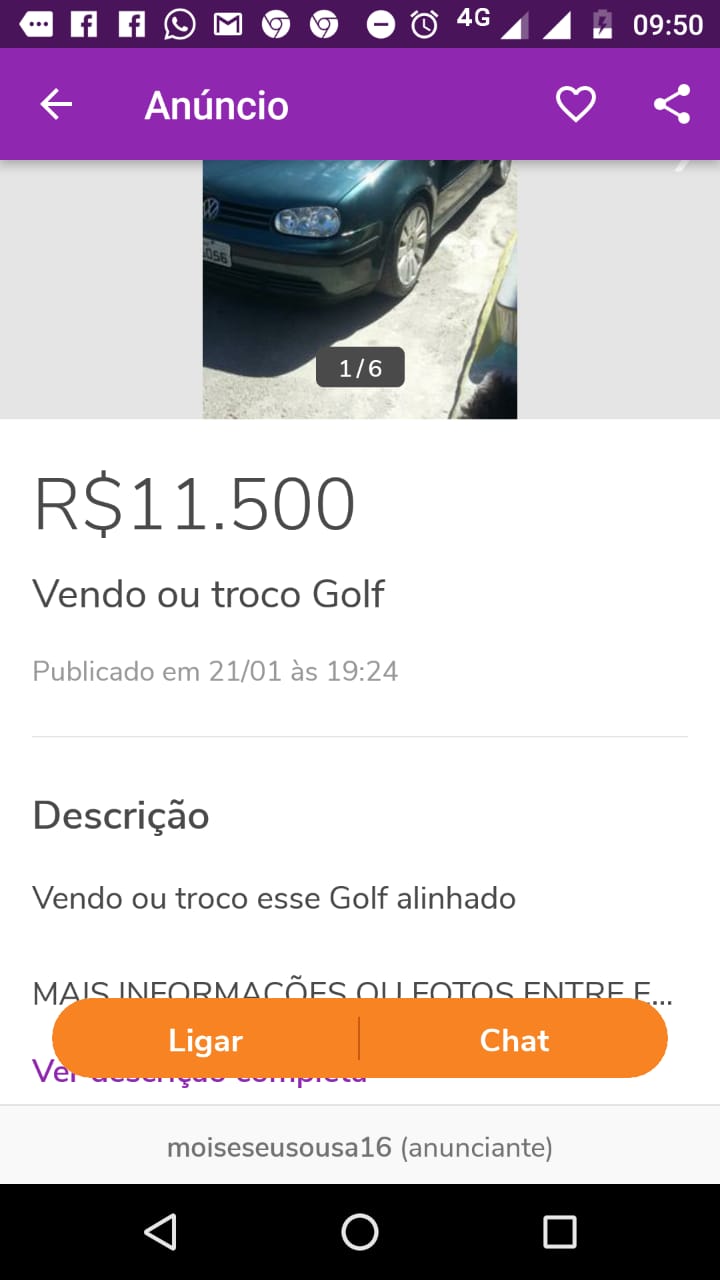 4G 09:50
Anúncio
1/6
R$11.500
Vendo ou troco Golf
Publicado em 21/01 às 19:24
Descrição
Vendo ou troco esse Golf alinhado
MAIS INFORMAÇÕES OU FOTOS ENTRE E...
Ligar Chat
Ver descrição completa
moiseseusousa16 (anunciante)